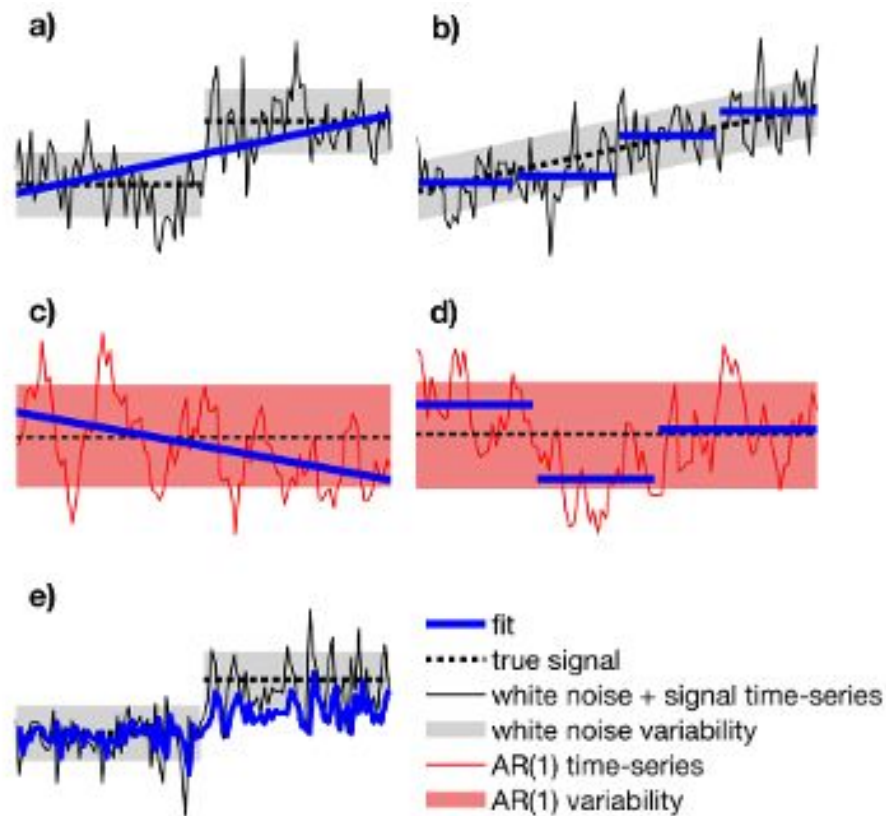 a)
b)
c)
d)
e)
fit
true signal
white noise + signal time-series
white noise variability
AR(1) time-series
AR(1) variability